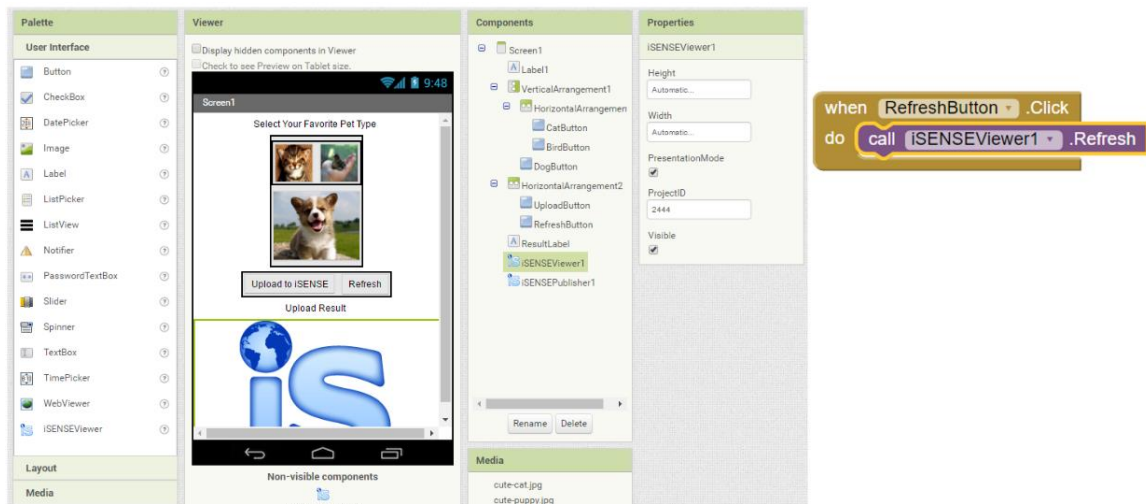 Palette
User Interface
Button
CheckBox
DatePicker
Image
Label
ListPicker
ListView
Notifier
PasswordTextBox
Slider
Spinner
TextBox
TimePicker
WebViewer
iSENSEViewer
Layout
Media
Viewer
Display hidden components in Viewer
Check to see Preview on Tablet size.
9:48
Screen1
Select Your Favorite Pet Type
Upload to iSENSE Refresh
Upload Result
iS
Non-visible components
Components
Screen1
Label1
VerticalArrangement1
HorizontalArrangemen
CatButton
BirdButton
DogButton
HorizontalArrangement2
UploadButton
RefreshButton
ResultLabel
iSENSEViewer1
iSENSEPublisher1
Rename Delete
Media
cute-cat.jpg
cute-puppy.jpg
Properties
iSENSEViewer1
Height
Automatic...
Width
Automatic...
PresentationMode
ProjectID
2444
Visible
when RefreshButton .Click
do call iSENSEViewer1 .Refresh